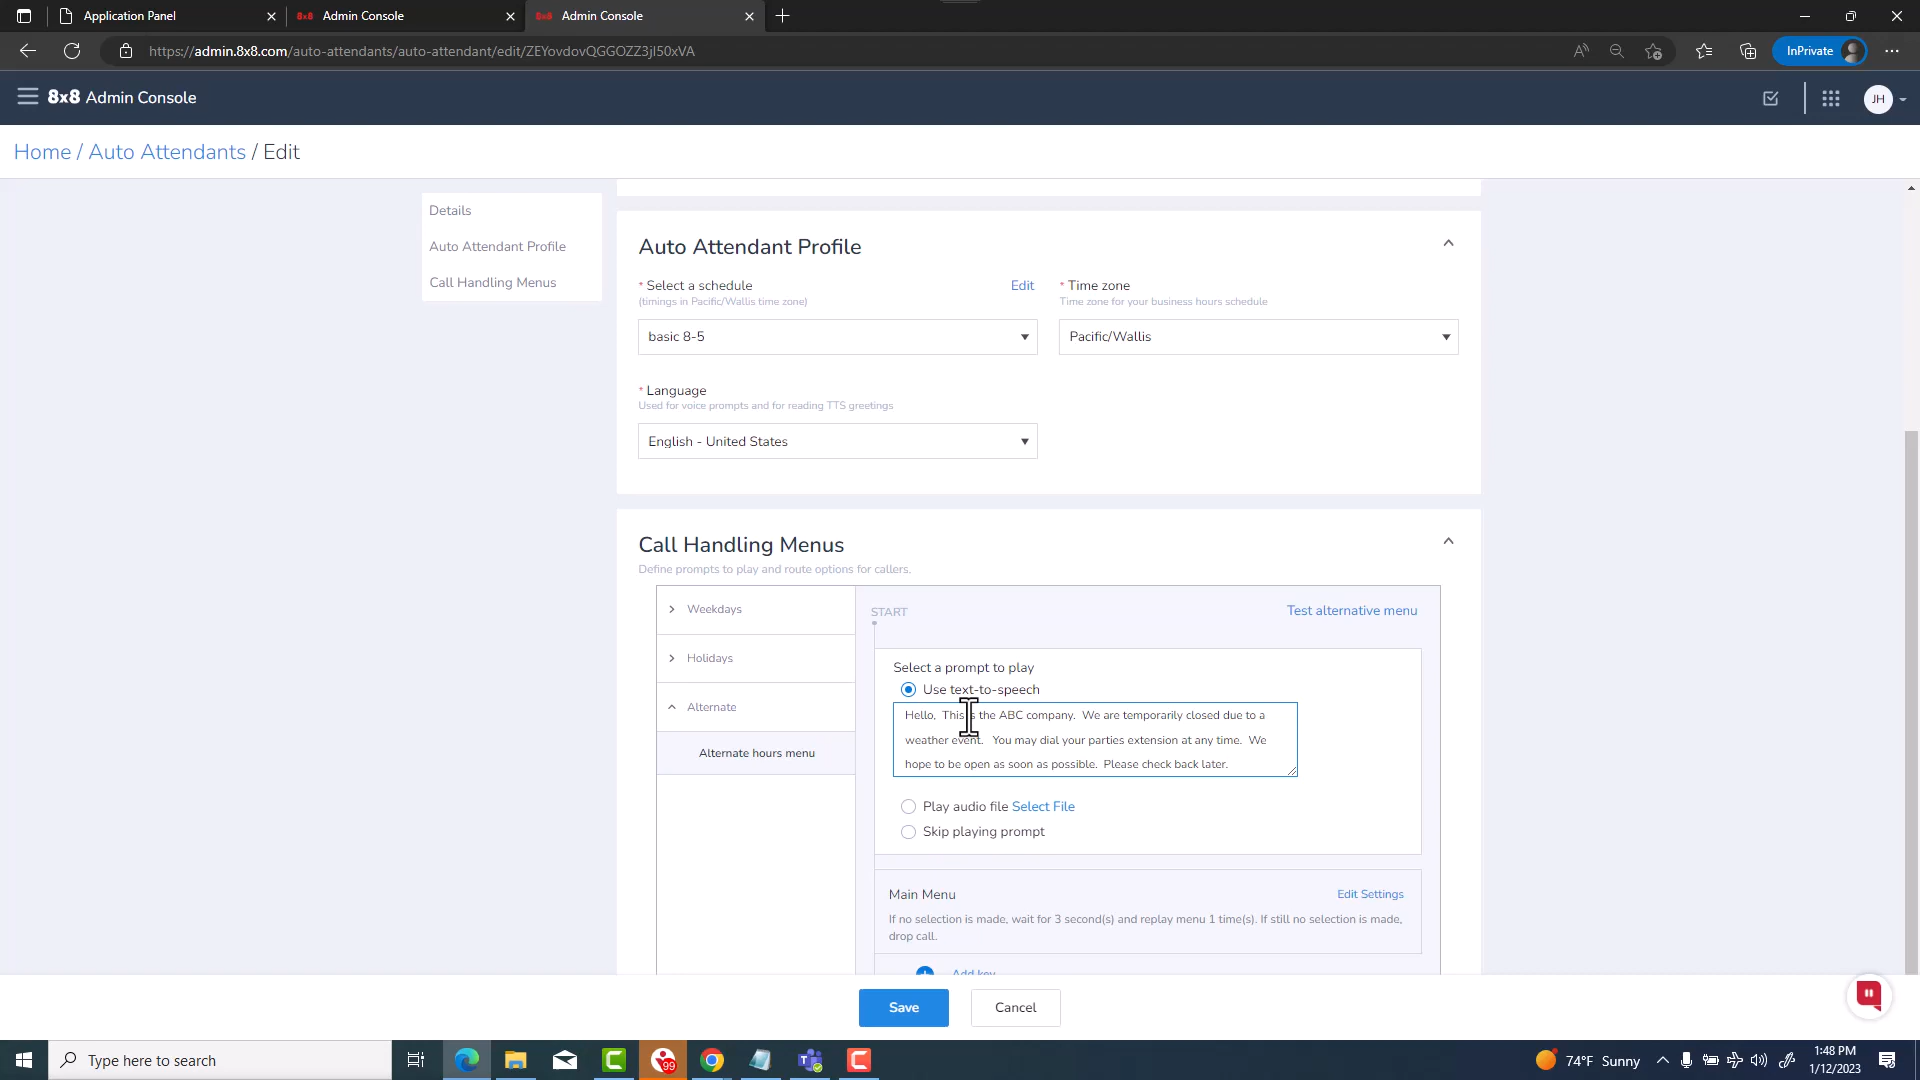 Application Panel
Admin Console
Admin Console
https://admin.8x8.com/auto-attendants/auto-attendant/edit/ZEYovdovQGGOZZ3jI50xVA
InPrivate
8x8 Admin Console
JH
Home / Auto Attendants / Edit
Details
Auto Attendant Profile
Call Handling Menus
Auto Attendant Profile
* Select a schedule
Edit
(timings in Pacific/Wallis time zone)
basic 8-5
* Time zone
Time zone for your business hours schedule
Pacific/Wallis
* Language
Used for voice prompts and for reading TTS greetings
English - United States
Call Handling Menus
Define prompts to play and route options for callers.
Weekdays
Holidays
Alternate
Alternate hours menu
START
Test alternative menu
Select a prompt to play
Use text-to-speech
Hello, This is the ABC company. We are temporarily closed due to a
weather event. You may dial your parties extension at any time. We
hope to be open as soon as possible. Please check back later.
Play audio file Select File
Skip playing prompt
Main Menu
Edit Settings
If no selection is made, wait for 3 second(s) and replay menu 1 time(s). If still no selection is made,
drop call.
Add key
Save
Cancel
Type here to search
99
74°F Sunny
1:48 PM
1/12/2023